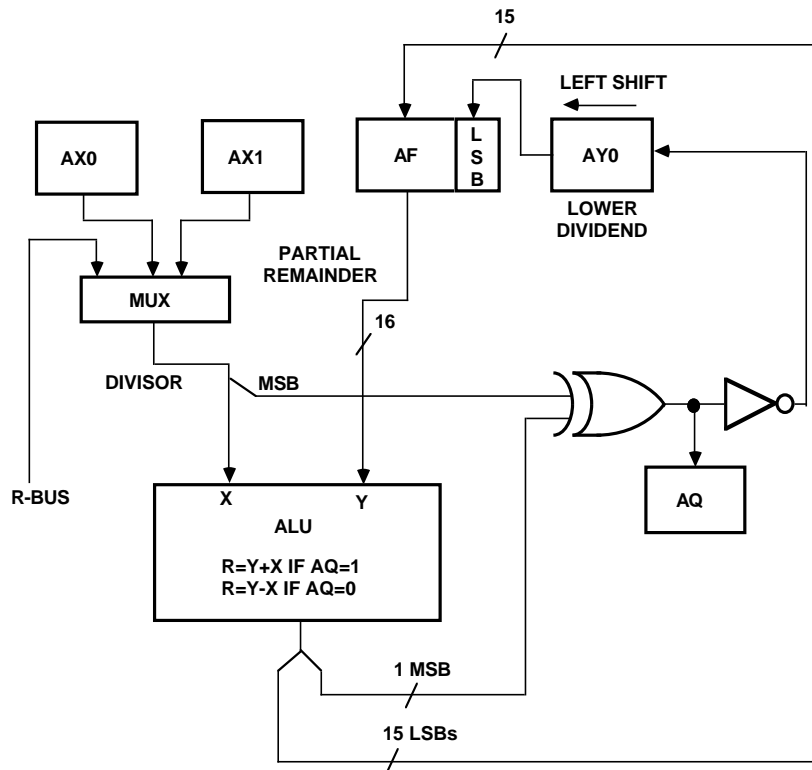 15
LEFT SHIFT
AX0
AX1
AF
L
S
B
AY0
LOWER
DIVIDEND
PARTIAL
REMAINDER
MUX
16
DIVISOR
MSB
R-BUS
X
Y
AQ
ALU
R=Y+X IF AQ=1
R=Y-X IF AQ=0
1 MSB
15 LSBs